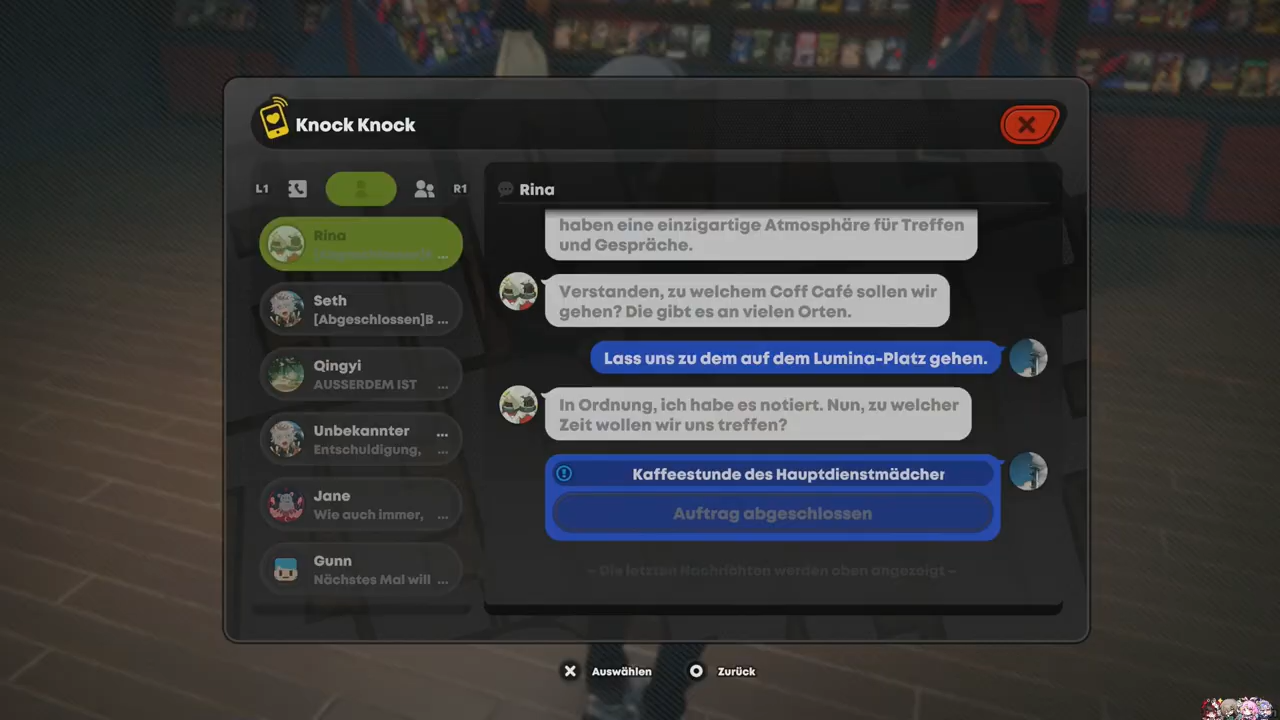 Knock Knock
L1
R1
Rina
Rina
Seth
[Abgeschlossen]B ...
Qingyi
AUSSERDEM IST ...
Unbekannter ...
Entschuldigung, ...
Jane
Wie auch immer, ...
Gunn
Nächstes Mal will ...
haben eine einzigartige Atmosphäre für Treffen
und Gespräche.
Verstanden, zu welchem Coff Café sollen wir
gehen? Die gibt es an vielen Orten.
Lass uns zu dem auf dem Lumina-Platz gehen.
In Ordnung, ich habe es notiert. Nun, zu welcher
Zeit wollen wir uns treffen?
Kaffeestunde des Hauptdienstmädcher
Auftrag abgeschlossen
– Die letzten Nachrichten werden oben angezeigt –
Auswählen
Zurück